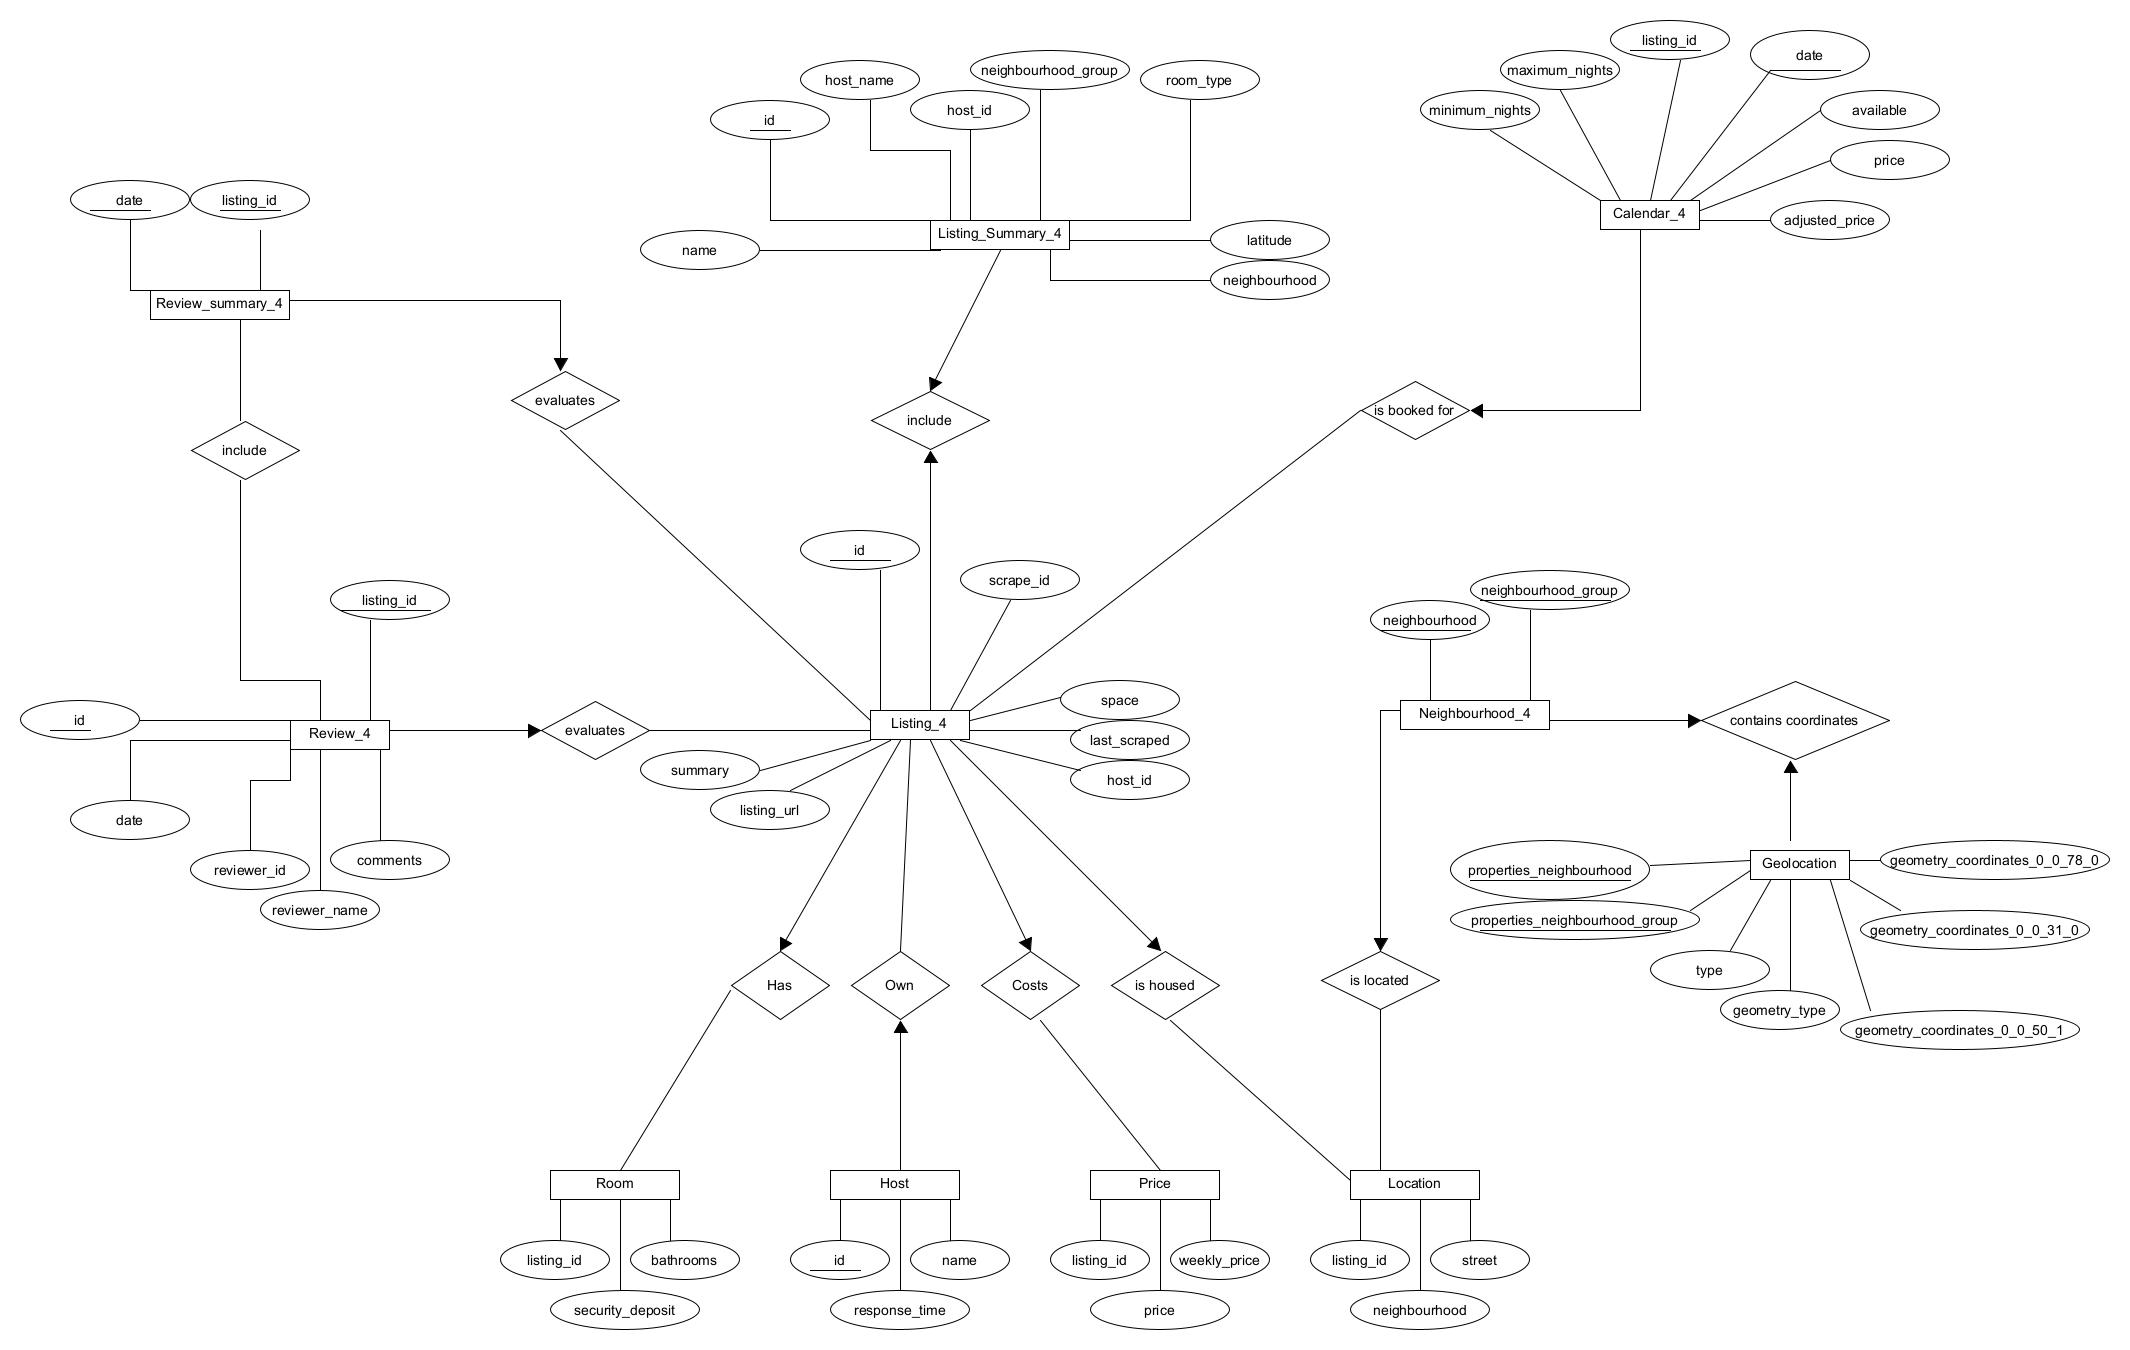 listing_id
date
maximum_nights
minimum_nights
available
price
adjusted_price
Calendar_4
neighbourhood_group
host_name
room_type
host_id
id
Listing_Summary_4
name
latitude
neighbourhood
date
listing_id
Review_summary_4
evaluates
include
is booked for
include
id
scrape_id
listing_id
neighbourhood_group
neighbourhood
space
Listing_4
last_scraped
host_id
summary
listing_url
evaluates
id
Review_4
date
reviewer_id
comments
reviewer_name
Neighbourhood_4
contains coordinates
Geolocation
properties_neighbourhood
properties_neighbourhood_group
type
geometry_type
geometry_coordinates_0_0_78_0
geometry_coordinates_0_0_31_0
geometry_coordinates_0_0_50_1
Has
Own
Costs
is housed
is located
Room
Host
Price
Location
listing_id
bathrooms
security_deposit
id
name
response_time
listing_id
weekly_price
price
listing_id
street
neighbourhood